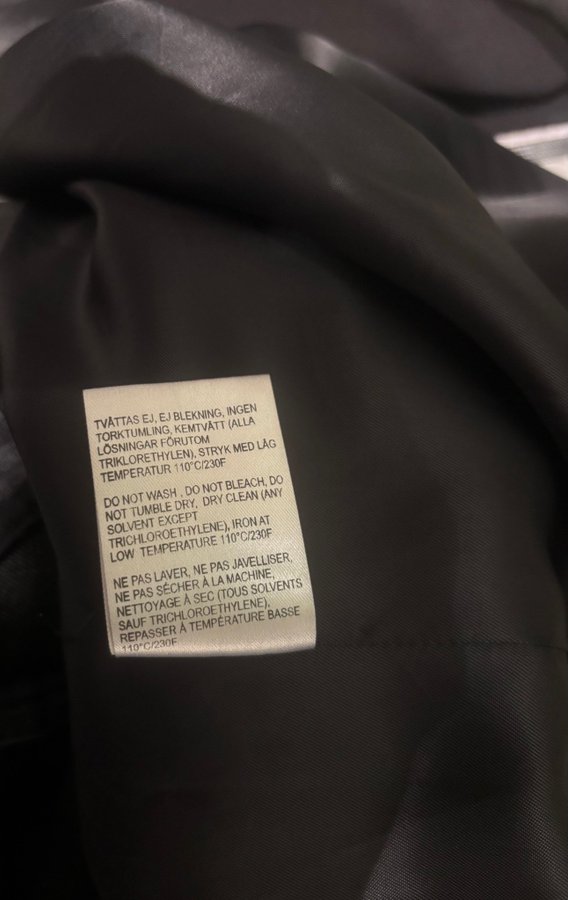 TVÄTTAS EJ, EJ BLEKNING, INGEN
TORKTUMLING, KEMTVÄTT (ALLA
LÖSNINGAR FÖRUTOM
TRIKLORETHYLEN), STRYK MED LÅG
TEMPERATUR 110°C/230F
DO NOT WASH , DO NOT BLEACH, DO
NOT TUMBLE DRY, DRY CLEAN (ANY
SOLVENT EXCEPT
TRICHLOROETHYLENE), IRON AT
LOW TEMPERATURE 110°C/230F
NE PAS LAVER, NE PAS JAVELLISER,
NE PAS SÉCHER À LA MACHINE,
NETTOYAGE À SEC (TOUS SOLVENTS
SAUF TRICHLOROETHYLENE),
REPASSER À TEMPÉRATURE BASSE
110°C/230F